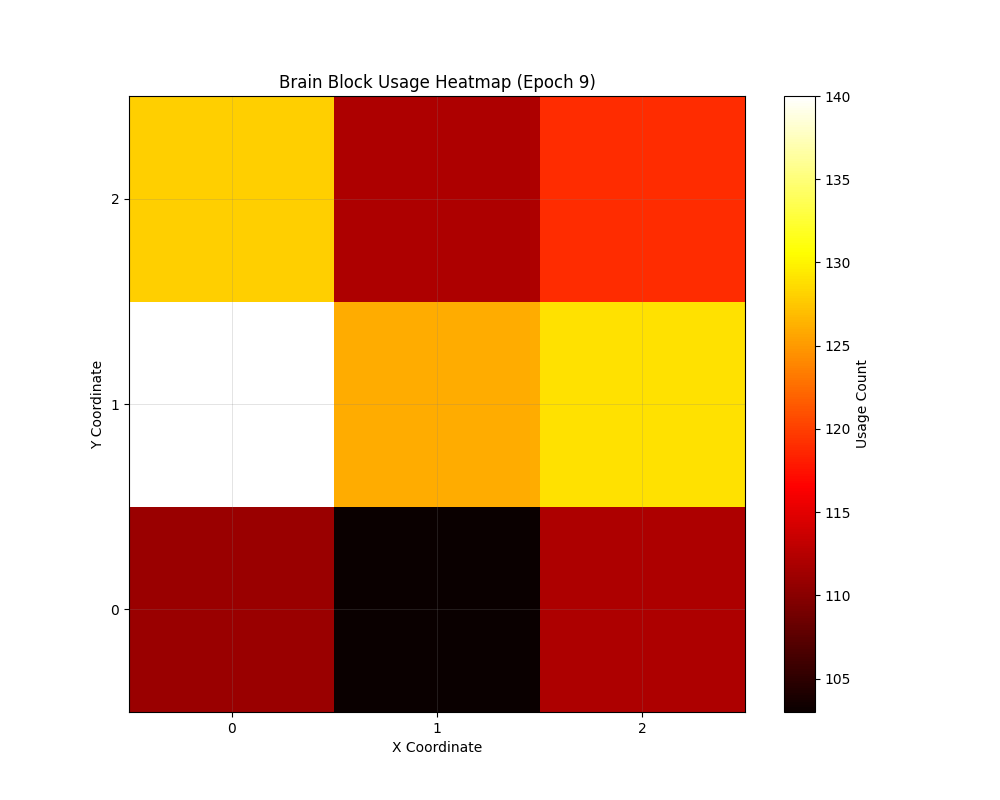 Brain Block Usage Heatmap (Epoch 9)
2
1
0
Y Coordinate
0 1 2
X Coordinate
140
135
130
125
120
115
110
105
Usage Count